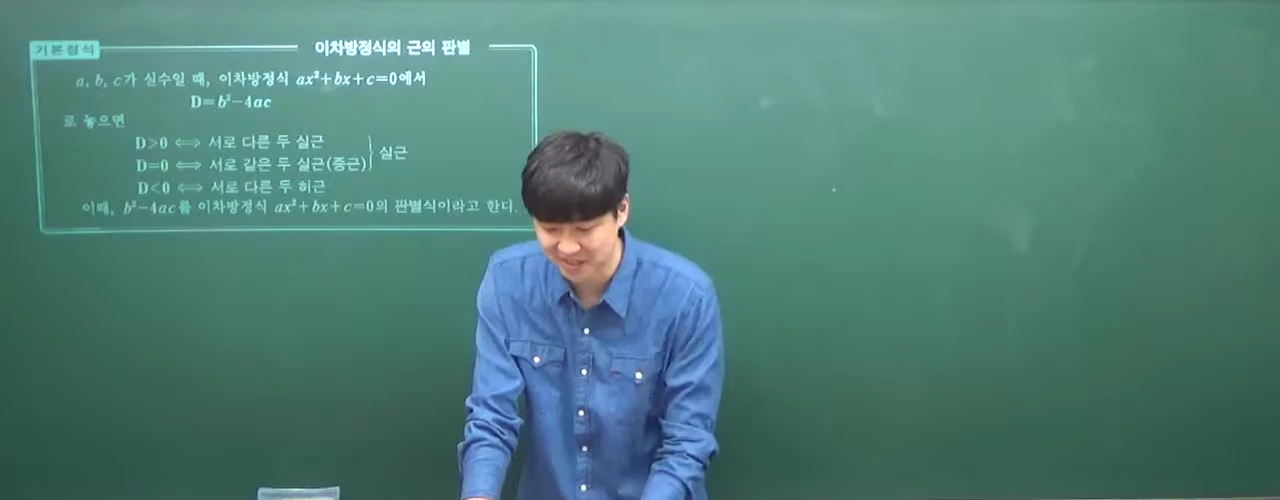 기본정석
이차방정식의 근의 판별
a, b, c가 실수일 때, 이차방정식 ax²+bx+c=0에서
D=b²-4ac
로 놓으면
D>0 ⟺ 서로 다른 두 실근
실근
D=0 ⟺ 서로 같은 두 실근(중근)
D<0 ⟺ 서로 다른 두 허근
이때, b²-4ac를 이차방정식 ax²+bx+c=0의 판별식이라고 한다.